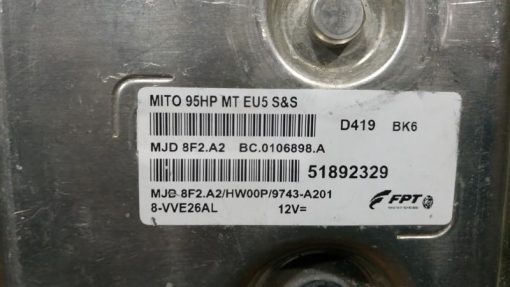 MITO 95HP MT EU5 S&S
D419 BK6
MJD 8F2.A2 BC.0106898.A
51892329
MJD 8F2.A2/HW00P/9743-A201
8-VVE26AL 12V=
FPT